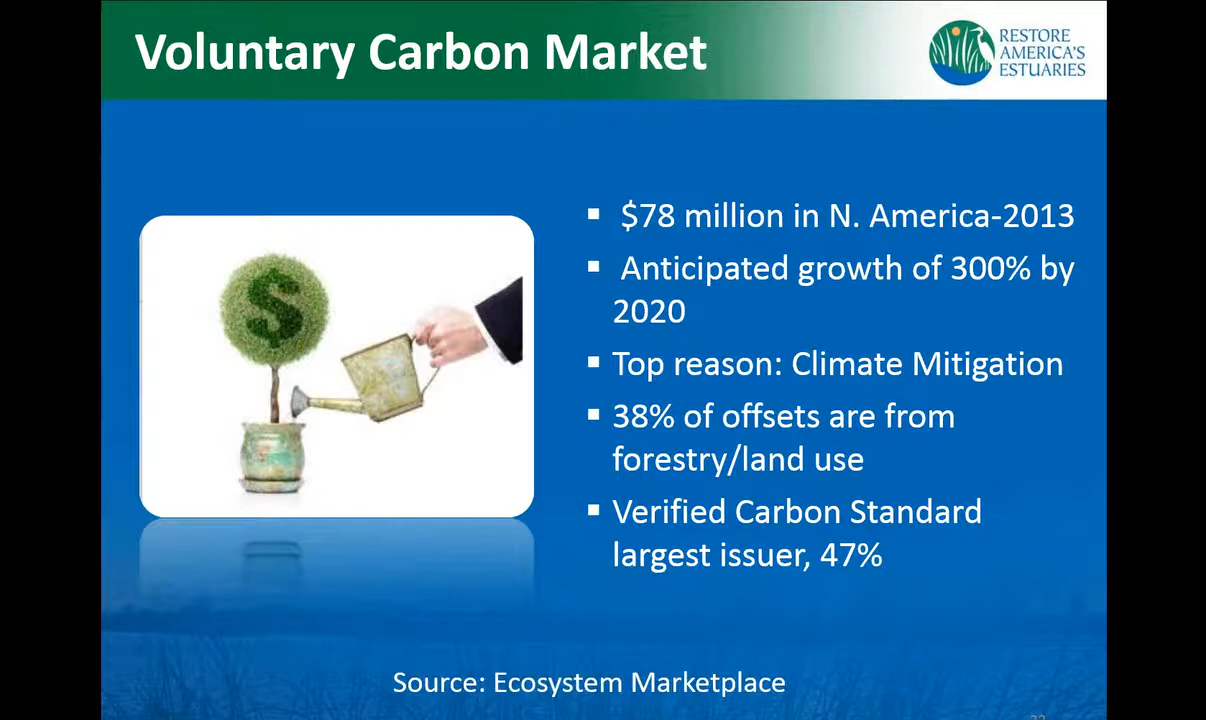 Voluntary Carbon Market
RESTORE
AMERICA'S
ESTUARIES
$
▪ $78 million in N. America-2013
▪ Anticipated growth of 300% by
2020
▪ Top reason: Climate Mitigation
▪ 38% of offsets are from
forestry/land use
▪ Verified Carbon Standard
largest issuer, 47%
Source: Ecosystem Marketplace